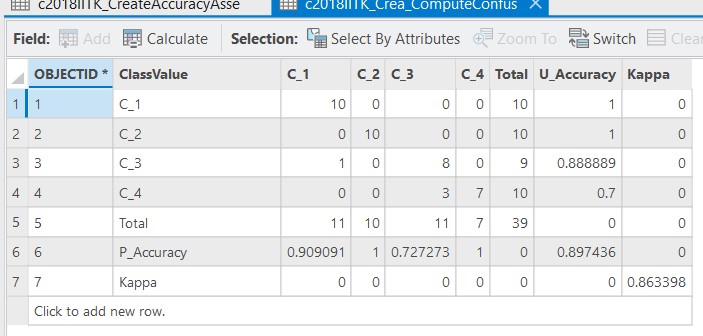 c2018IITK_CreateAccuracyAsse c2018IITK_Crea_ComputeConfus ×
Field: Add Calculate Selection: Select By Attributes Zoom To Switch Clear
OBJECTID * ClassValue C_1 C_2 C_3 C_4 Total U_Accuracy Kappa
1 1 C_1 10 0 0 0 10 1 0
2 2 C_2 0 10 0 0 10 1 0
3 3 C_3 1 0 8 0 9 0.888889 0
4 4 C_4 0 0 3 7 10 0.7 0
5 5 Total 11 10 11 7 39 0 0
6 6 P_Accuracy 0.909091 1 0.727273 1 0 0.897436 0
7 7 Kappa 0 0 0 0 0 0 0.863398
Click to add new row.